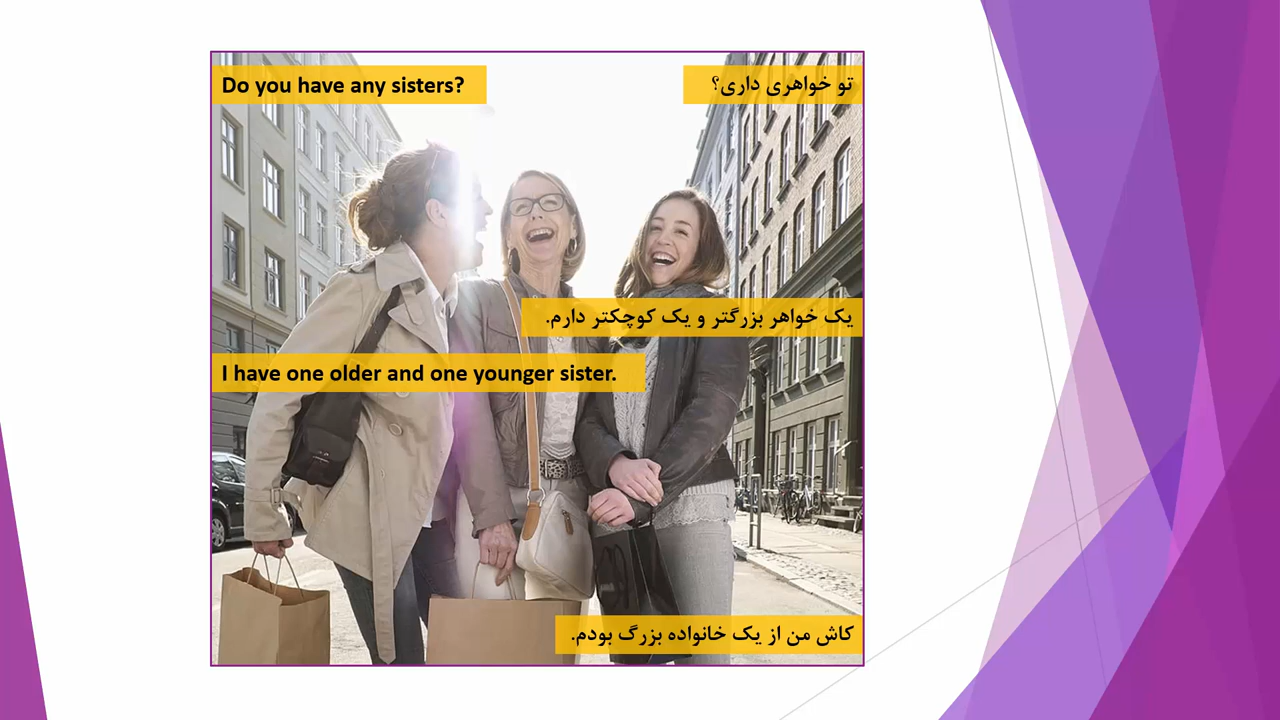 Do you have any sisters?
تو خواهری داری؟
یک خواهر بزرگتر و یک کوچکتر دارم.
I have one older and one younger sister.
کاش من از یک خانواده بزرگ بودم.